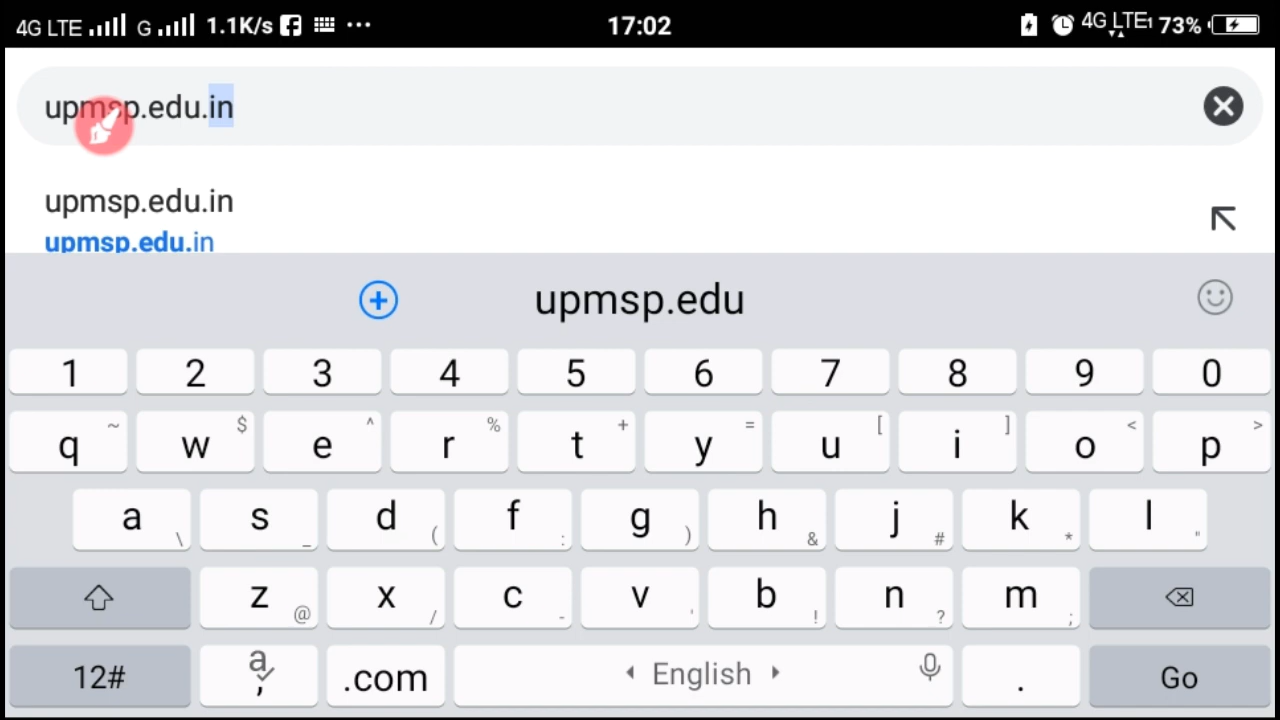 4G LTE G 1.1K/s ... 17:02 4G LTE1 73%
upmsp.edu.in
upmsp.edu.in
upmsp.edu.in
upmsp.edu
1 2 3 4 5 6 7 8 9 0
q ~ w $ e ^ r % t + y = u [ i ] o < p >
a \ s _ d ( f : g ) h & j # k * l "
z @ x / c - v ' b ! n ? m ;
12# a , .com English . Go